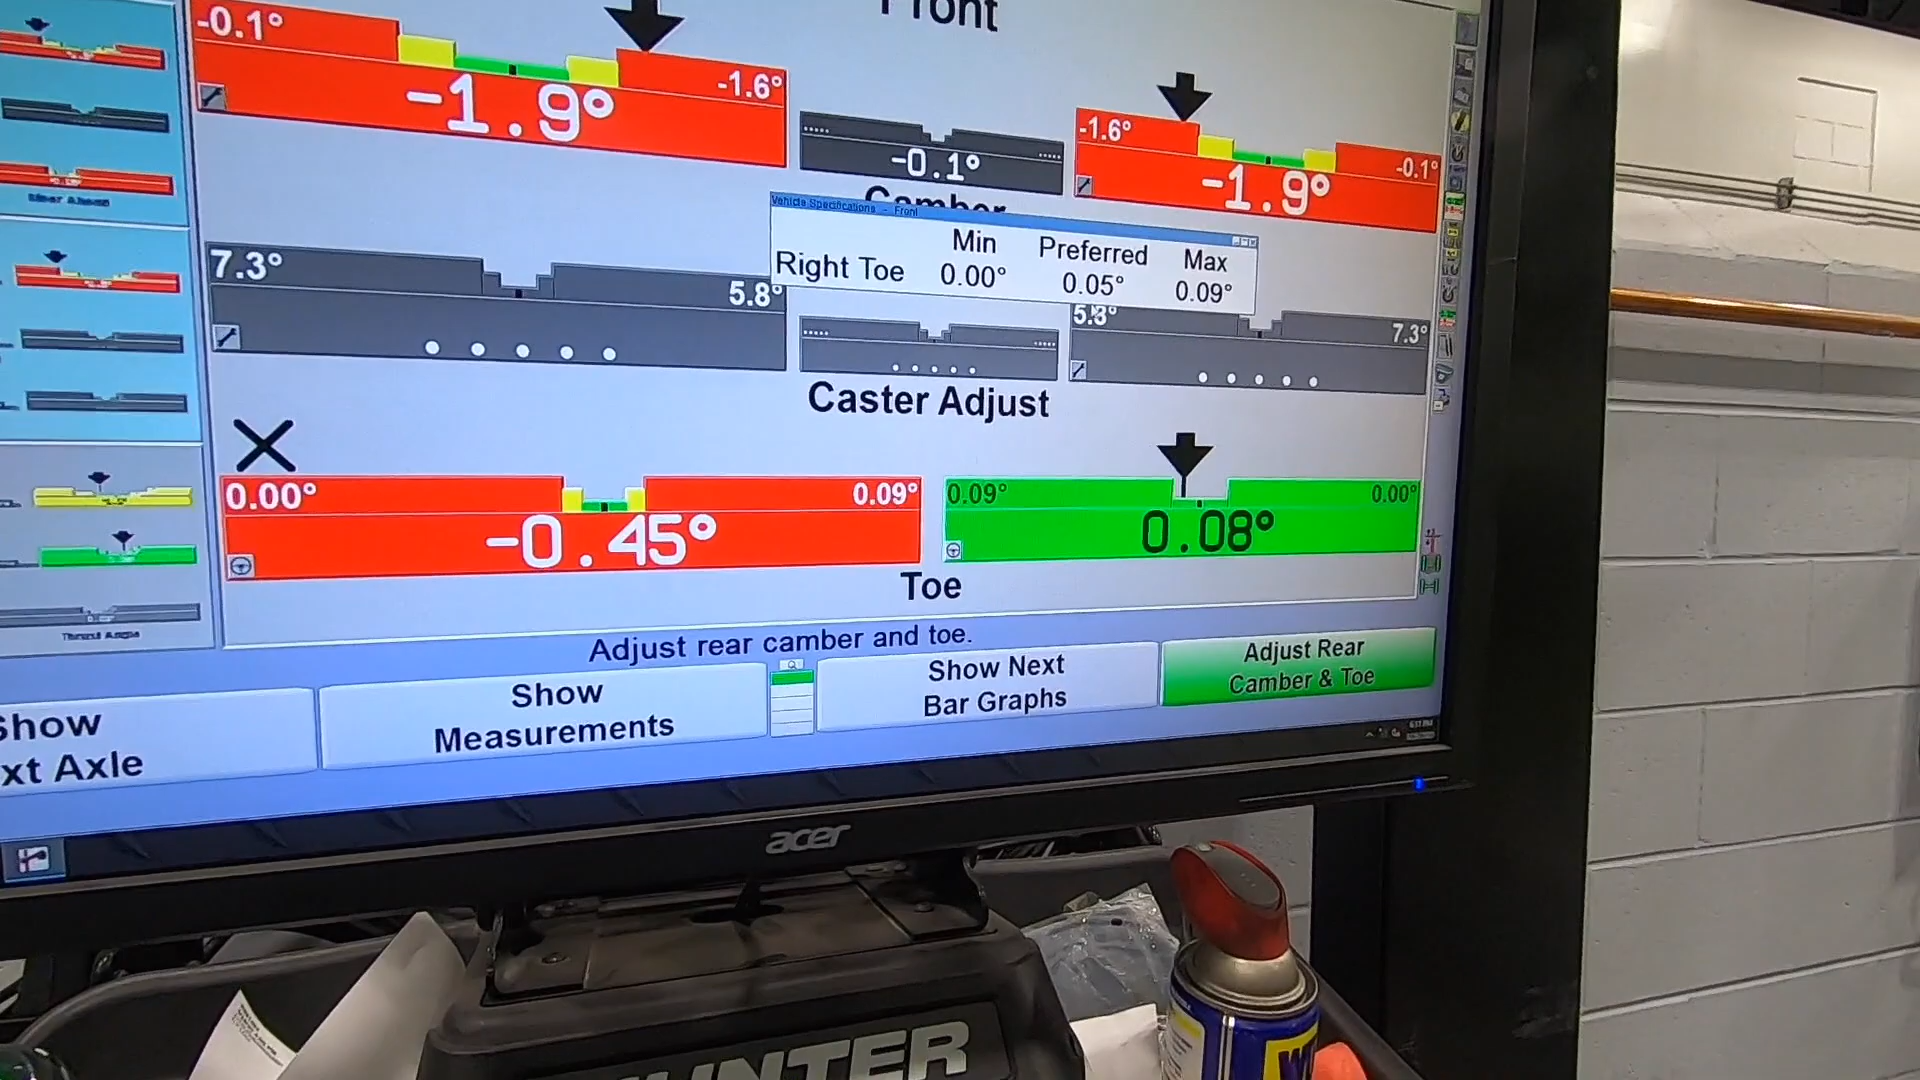 Front
-0.1°
-1.6°
-1.9°
-0.1°
-1.6°
-0.1°
-1.9°
Camber
Vehicle Specifications - Front
Min Preferred Max
Right Toe 0.00° 0.05° 0.09°
7.3°
5.8°
5.8°
7.3°
Caster Adjust
0.00°
0.09°
-0.45°
0.09°
0.00°
0.08°
Toe
Thrust Angle
Adjust rear camber and toe.
Show
xt Axle
Show
Measurements
Show Next
Bar Graphs
Adjust Rear
Camber & Toe
acer
UNTER
W